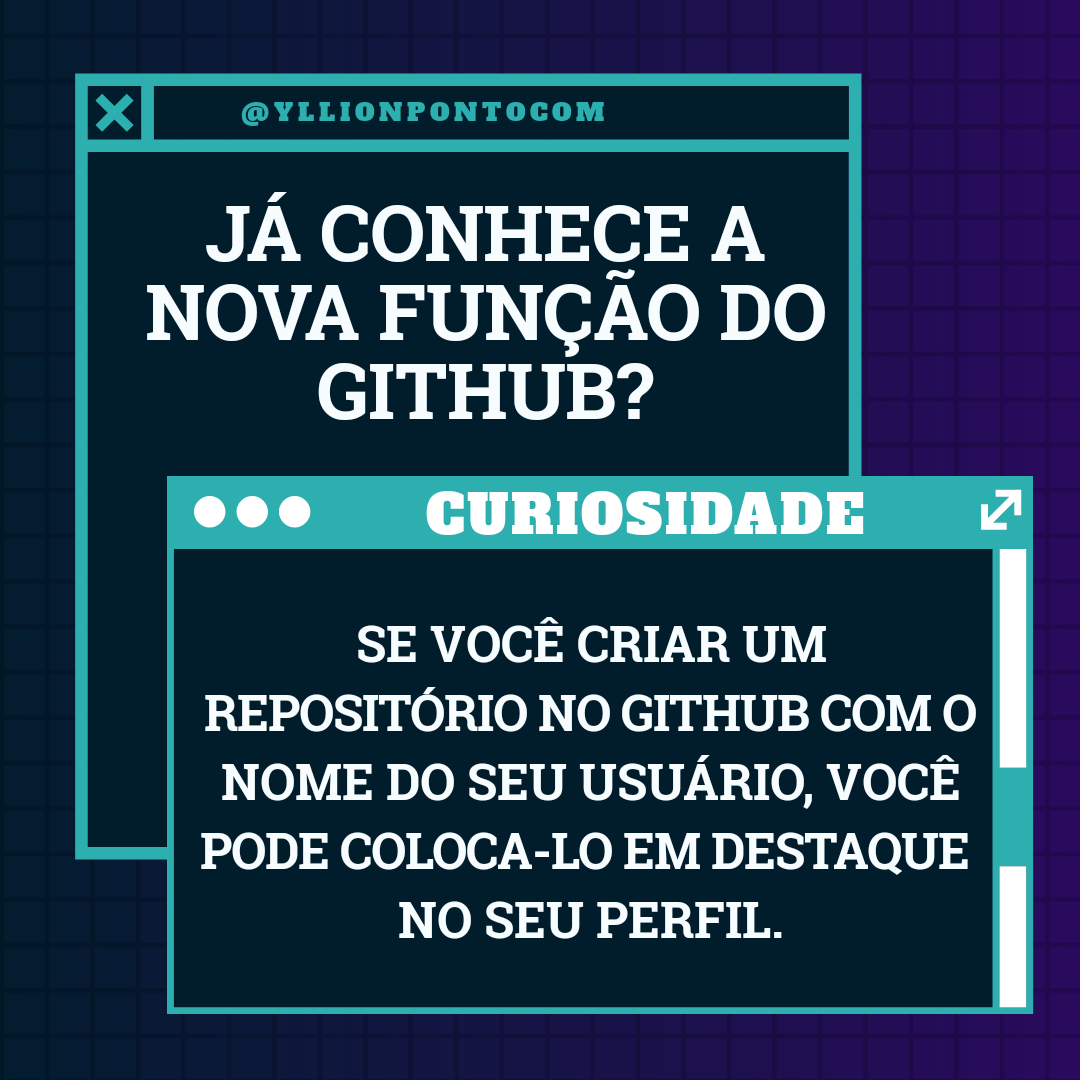 @YLLIONPONTOCOM
JÁ CONHECE A
NOVA FUNÇÃO DO
GITHUB?
CURIOSIDADE
SE VOCÊ CRIAR UM
REPOSITÓRIO NO GITHUB COM O
NOME DO SEU USUÁRIO, VOCÊ
PODE COLOCA-LO EM DESTAQUE
NO SEU PERFIL.